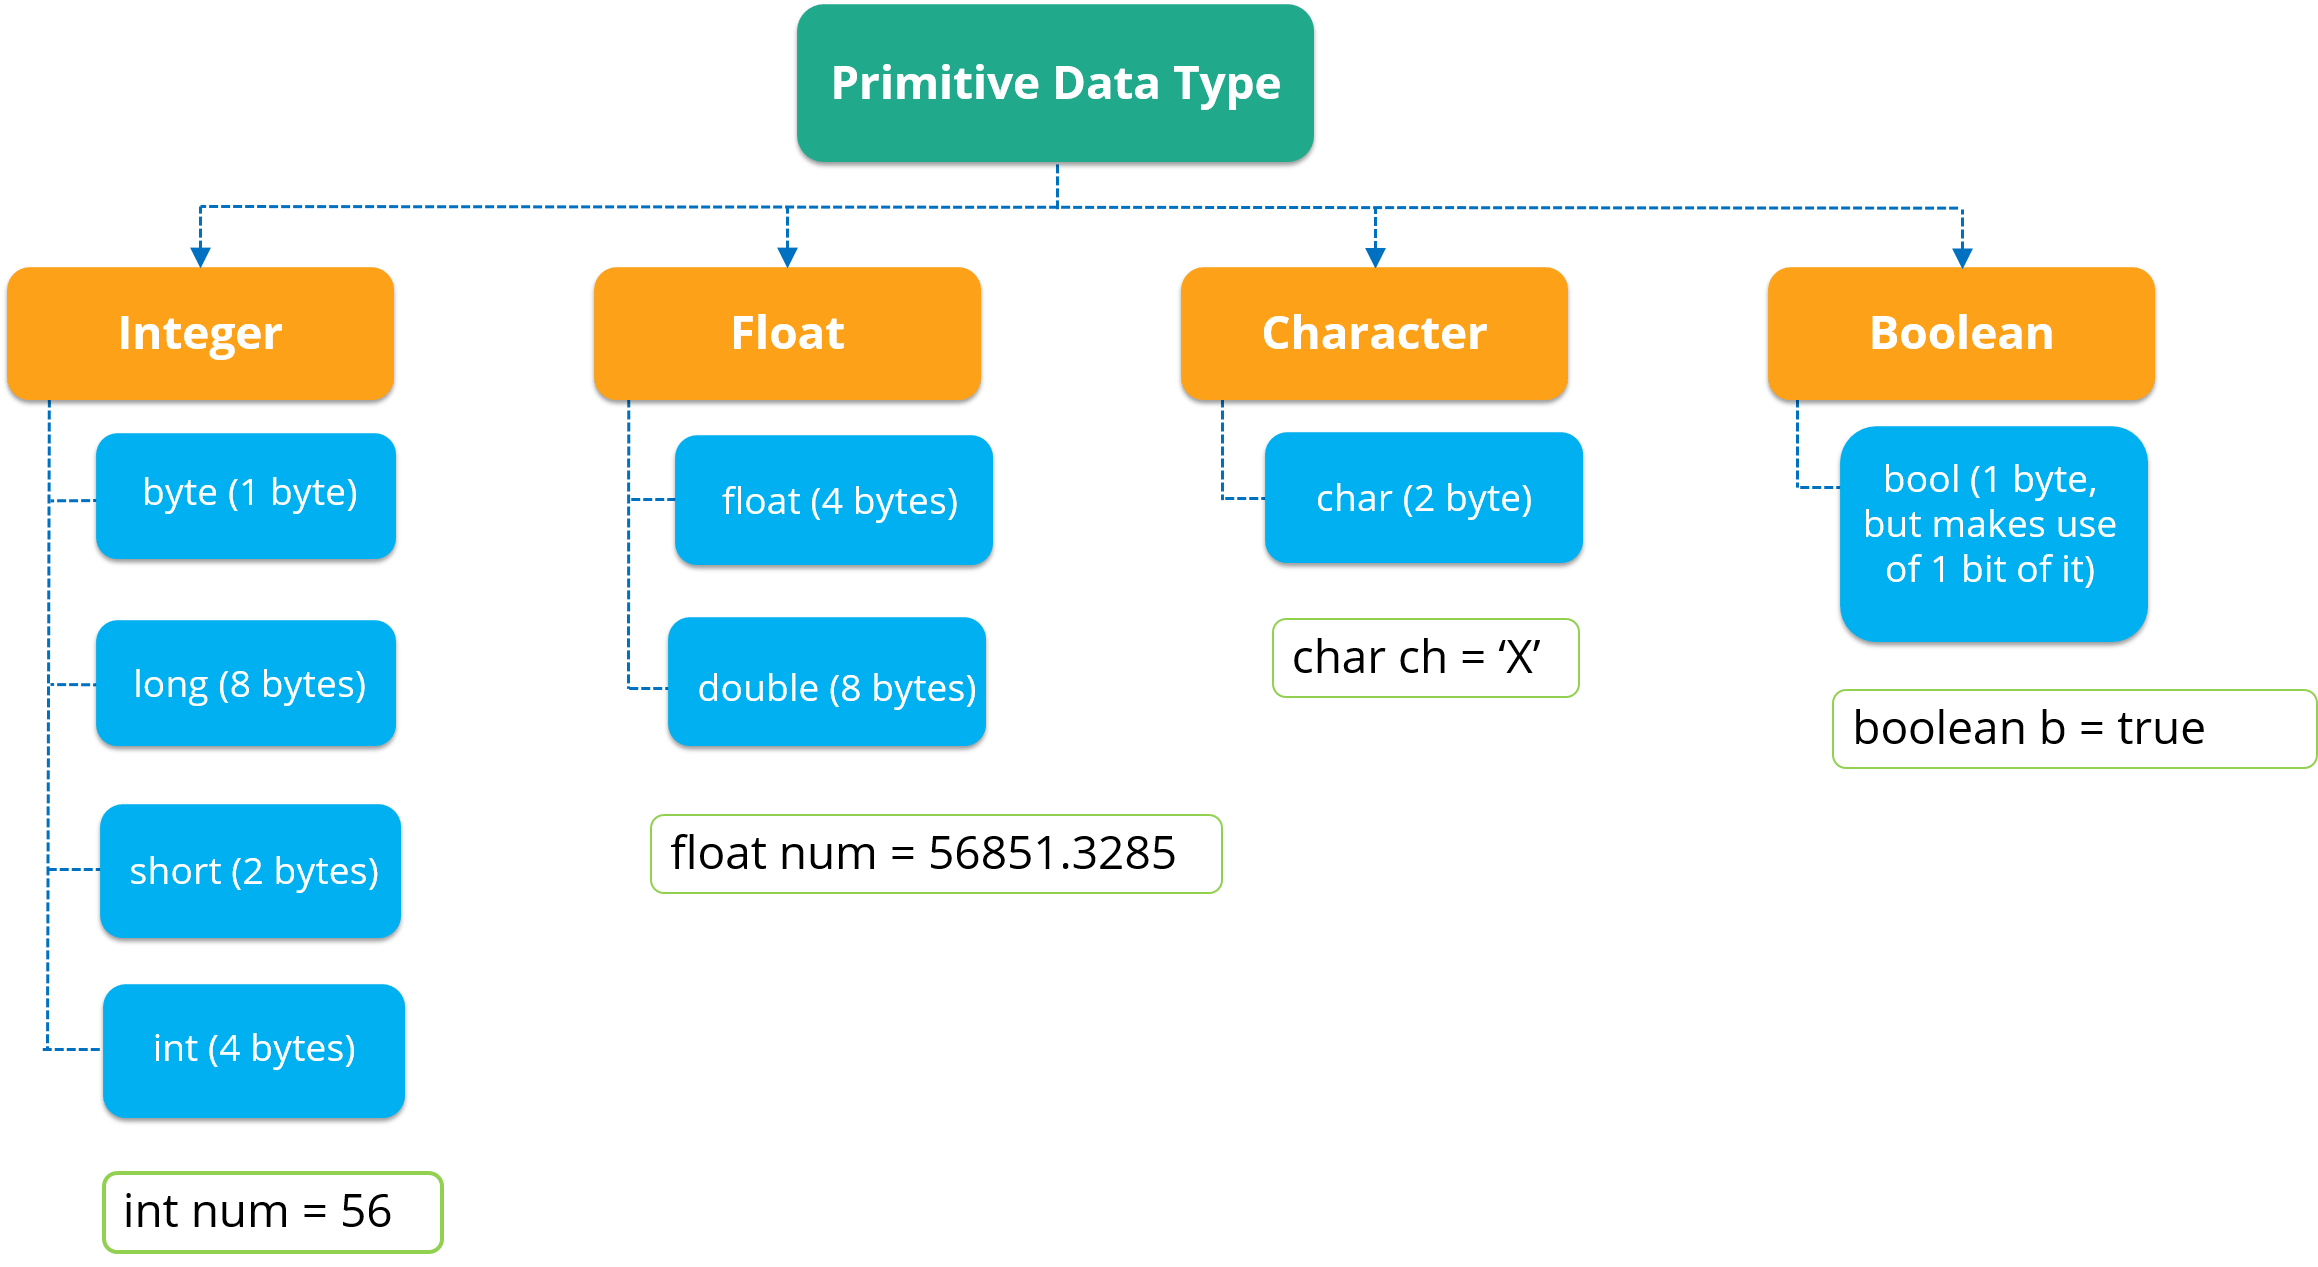 Primitive Data Type
Integer
Float
Character
Boolean
byte (1 byte)
long (8 bytes)
short (2 bytes)
int (4 bytes)
int num = 56
float (4 bytes)
double (8 bytes)
float num = 56851.3285
char (2 byte)
char ch = ‘X’
bool (1 byte,
but makes use
of 1 bit of it)
boolean b = true